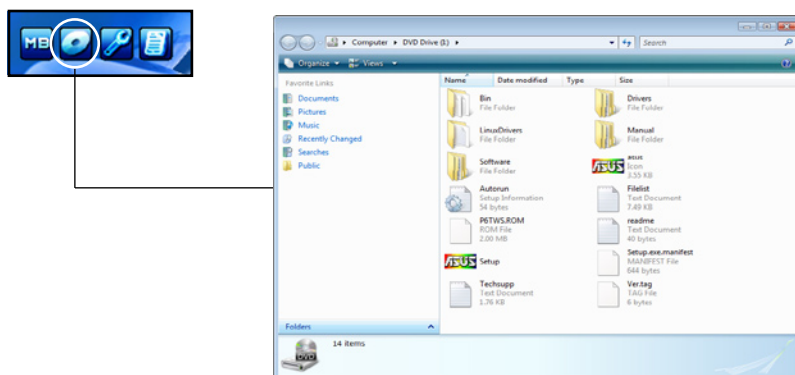 MB
Computer ▸ DVD Drive (I:) ▸
Search
Organize Views
Favorite Links
Documents
Pictures
Music
Recently Changed
Searches
Public
Folders
Name Date modified Type Size
Bin
File Folder
Drivers
File Folder
LinuxDrivers
File Folder
Manual
File Folder
Software
File Folder
ASUS
asus
Icon
3.55 KB
Autorun
Setup Information
54 bytes
Filelist
Text Document
7.49 KB
P6TWS.ROM
ROM File
2.00 MB
readme
Text Document
40 bytes
ASUS
Setup
Setup.exe.manifest
MANIFEST File
644 bytes
Techsupp
Text Document
1.76 KB
Ver.tag
TAG File
6 bytes
DVD
14 items